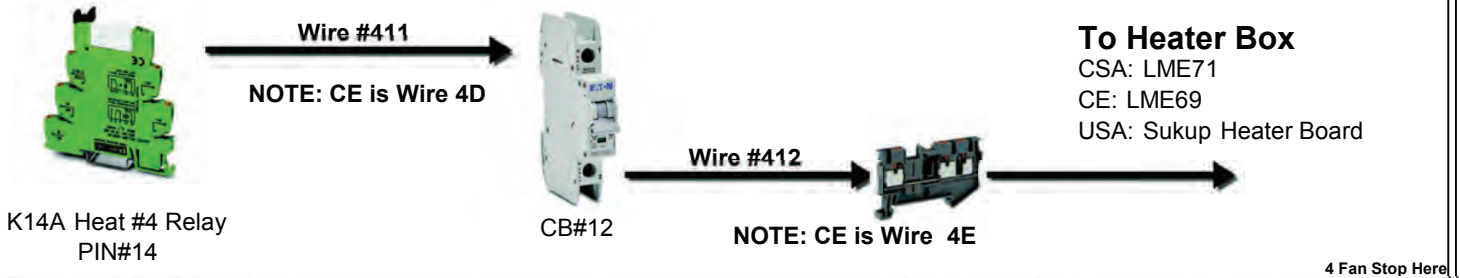 Wire #411
NOTE: CE is Wire 4D
K14A Heat #4 Relay
PIN#14
CB#12
Wire #412
NOTE: CE is Wire 4E
To Heater Box
CSA: LME71
CE: LME69
USA: Sukup Heater Board
4 Fan Stop Here